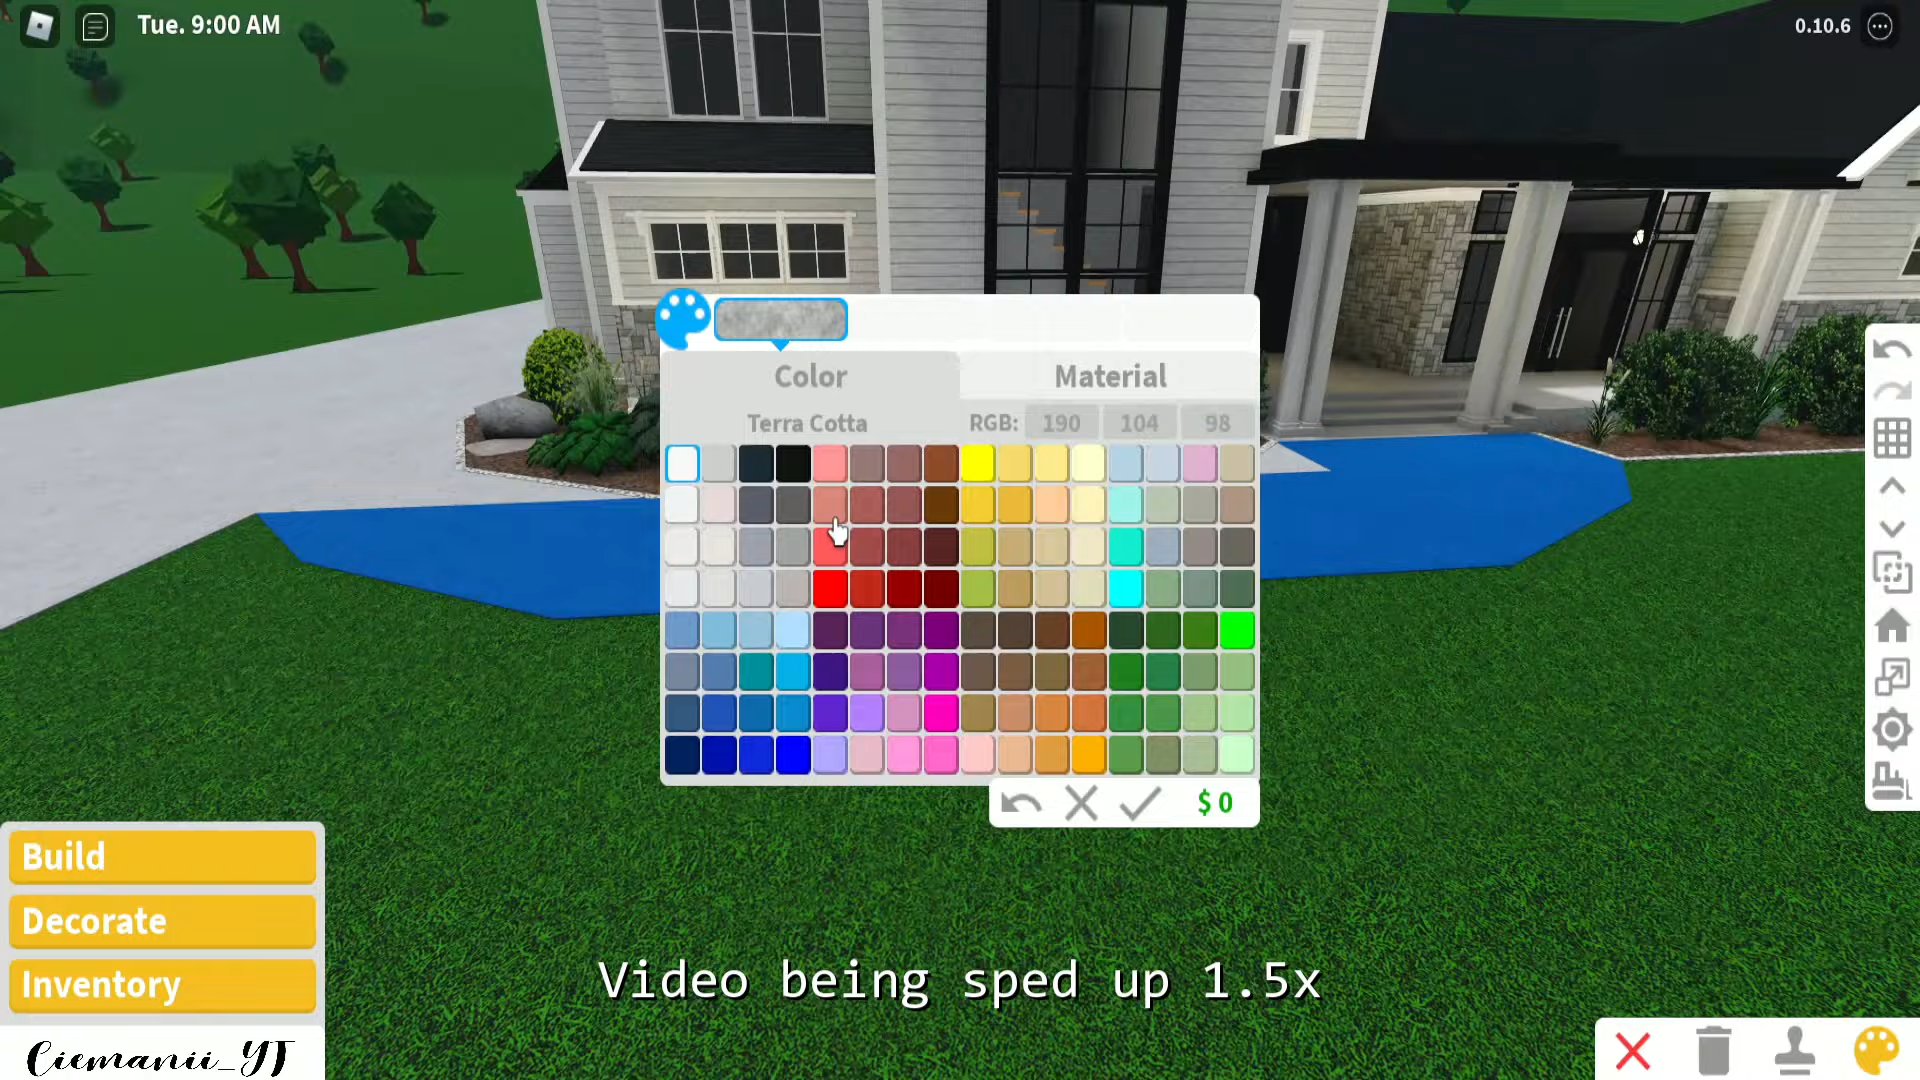 Tue. 9:00 AM
0.10.6
Color
Material
Terra Cotta
RGB: 190 104 98
$ 0
Build
Decorate
Inventory
Video being sped up 1.5x
Ciemanii_YT